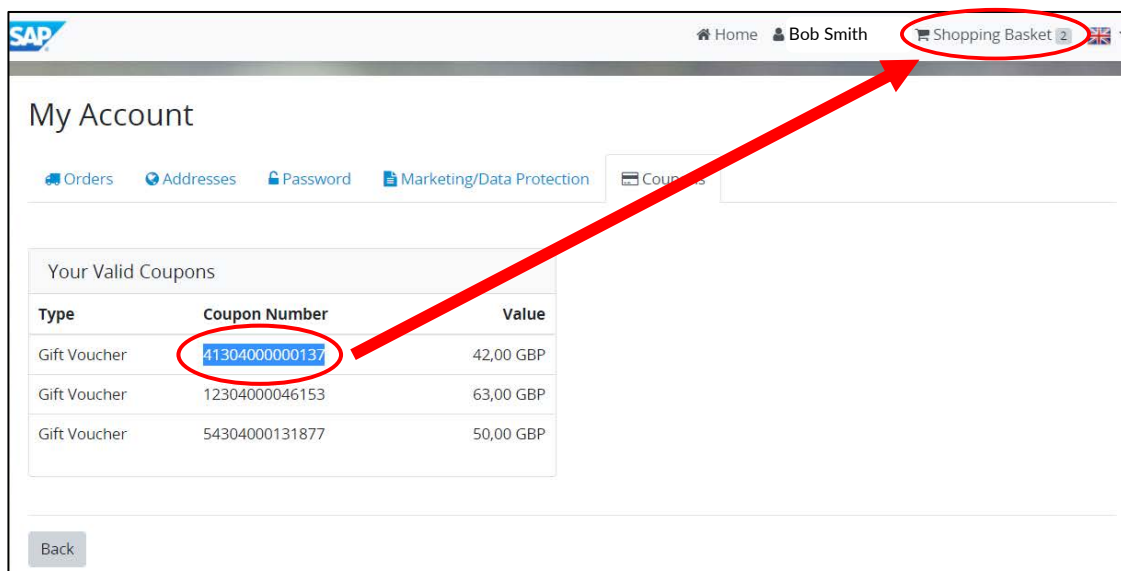 SAP Home Bob Smith Shopping Basket 2
My Account
Orders Addresses Password Marketing/Data Protection Coupons
Your Valid Coupons
Type Coupon Number Value
Gift Voucher 41304000000137 42,00 GBP
Gift Voucher 12304000046153 63,00 GBP
Gift Voucher 54304000131877 50,00 GBP
Back